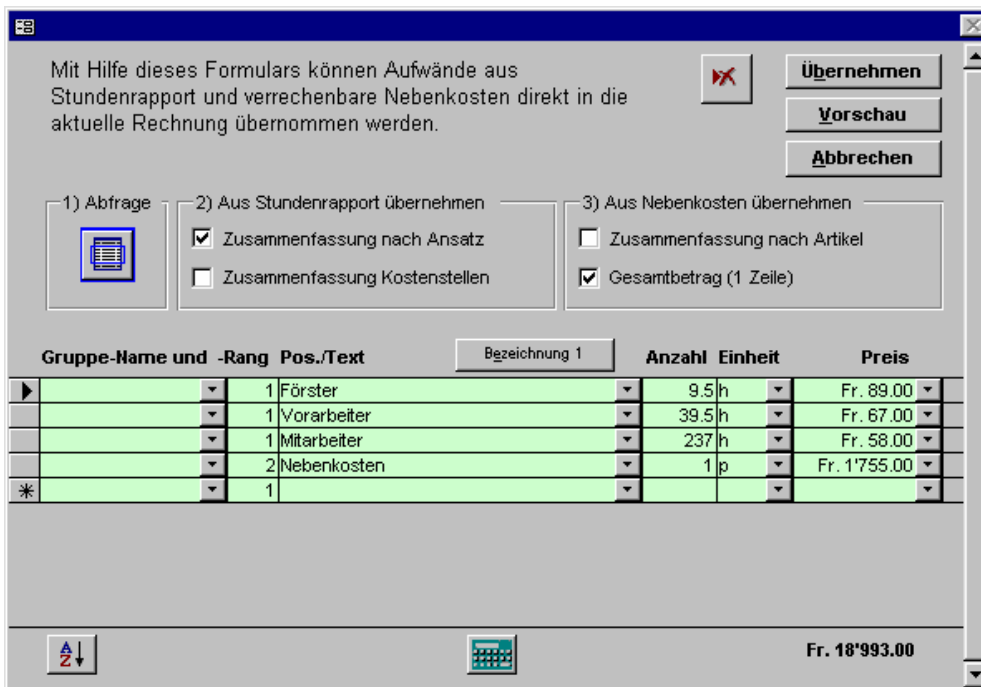 Mit Hilfe dieses Formulars können Aufwände aus
Stundenrapport und verrechenbare Nebenkosten direkt in die
aktuelle Rechnung übernommen werden.
Übernehmen
Vorschau
Abbrechen
1) Abfrage
2) Aus Stundenrapport übernehmen
Zusammenfassung nach Ansatz
Zusammenfassung Kostenstellen
3) Aus Nebenkosten übernehmen
Zusammenfassung nach Artikel
Gesamtbetrag (1 Zeile)
Gruppe-Name und -Rang Pos./Text Bezeichnung 1 Anzahl Einheit Preis
1 Förster 9.5 h Fr. 89.00
1 Vorarbeiter 39.5 h Fr. 67.00
1 Mitarbeiter 237 h Fr. 58.00
2 Nebenkosten 1 p Fr. 1'755.00
1
A
Z
Fr. 18'993.00